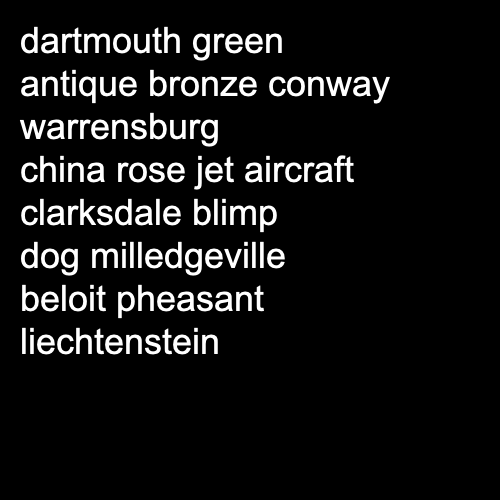 dartmouth green
antique bronze conway
warrensburg
china rose jet aircraft
clarksdale blimp
dog milledgeville
beloit pheasant
liechtenstein